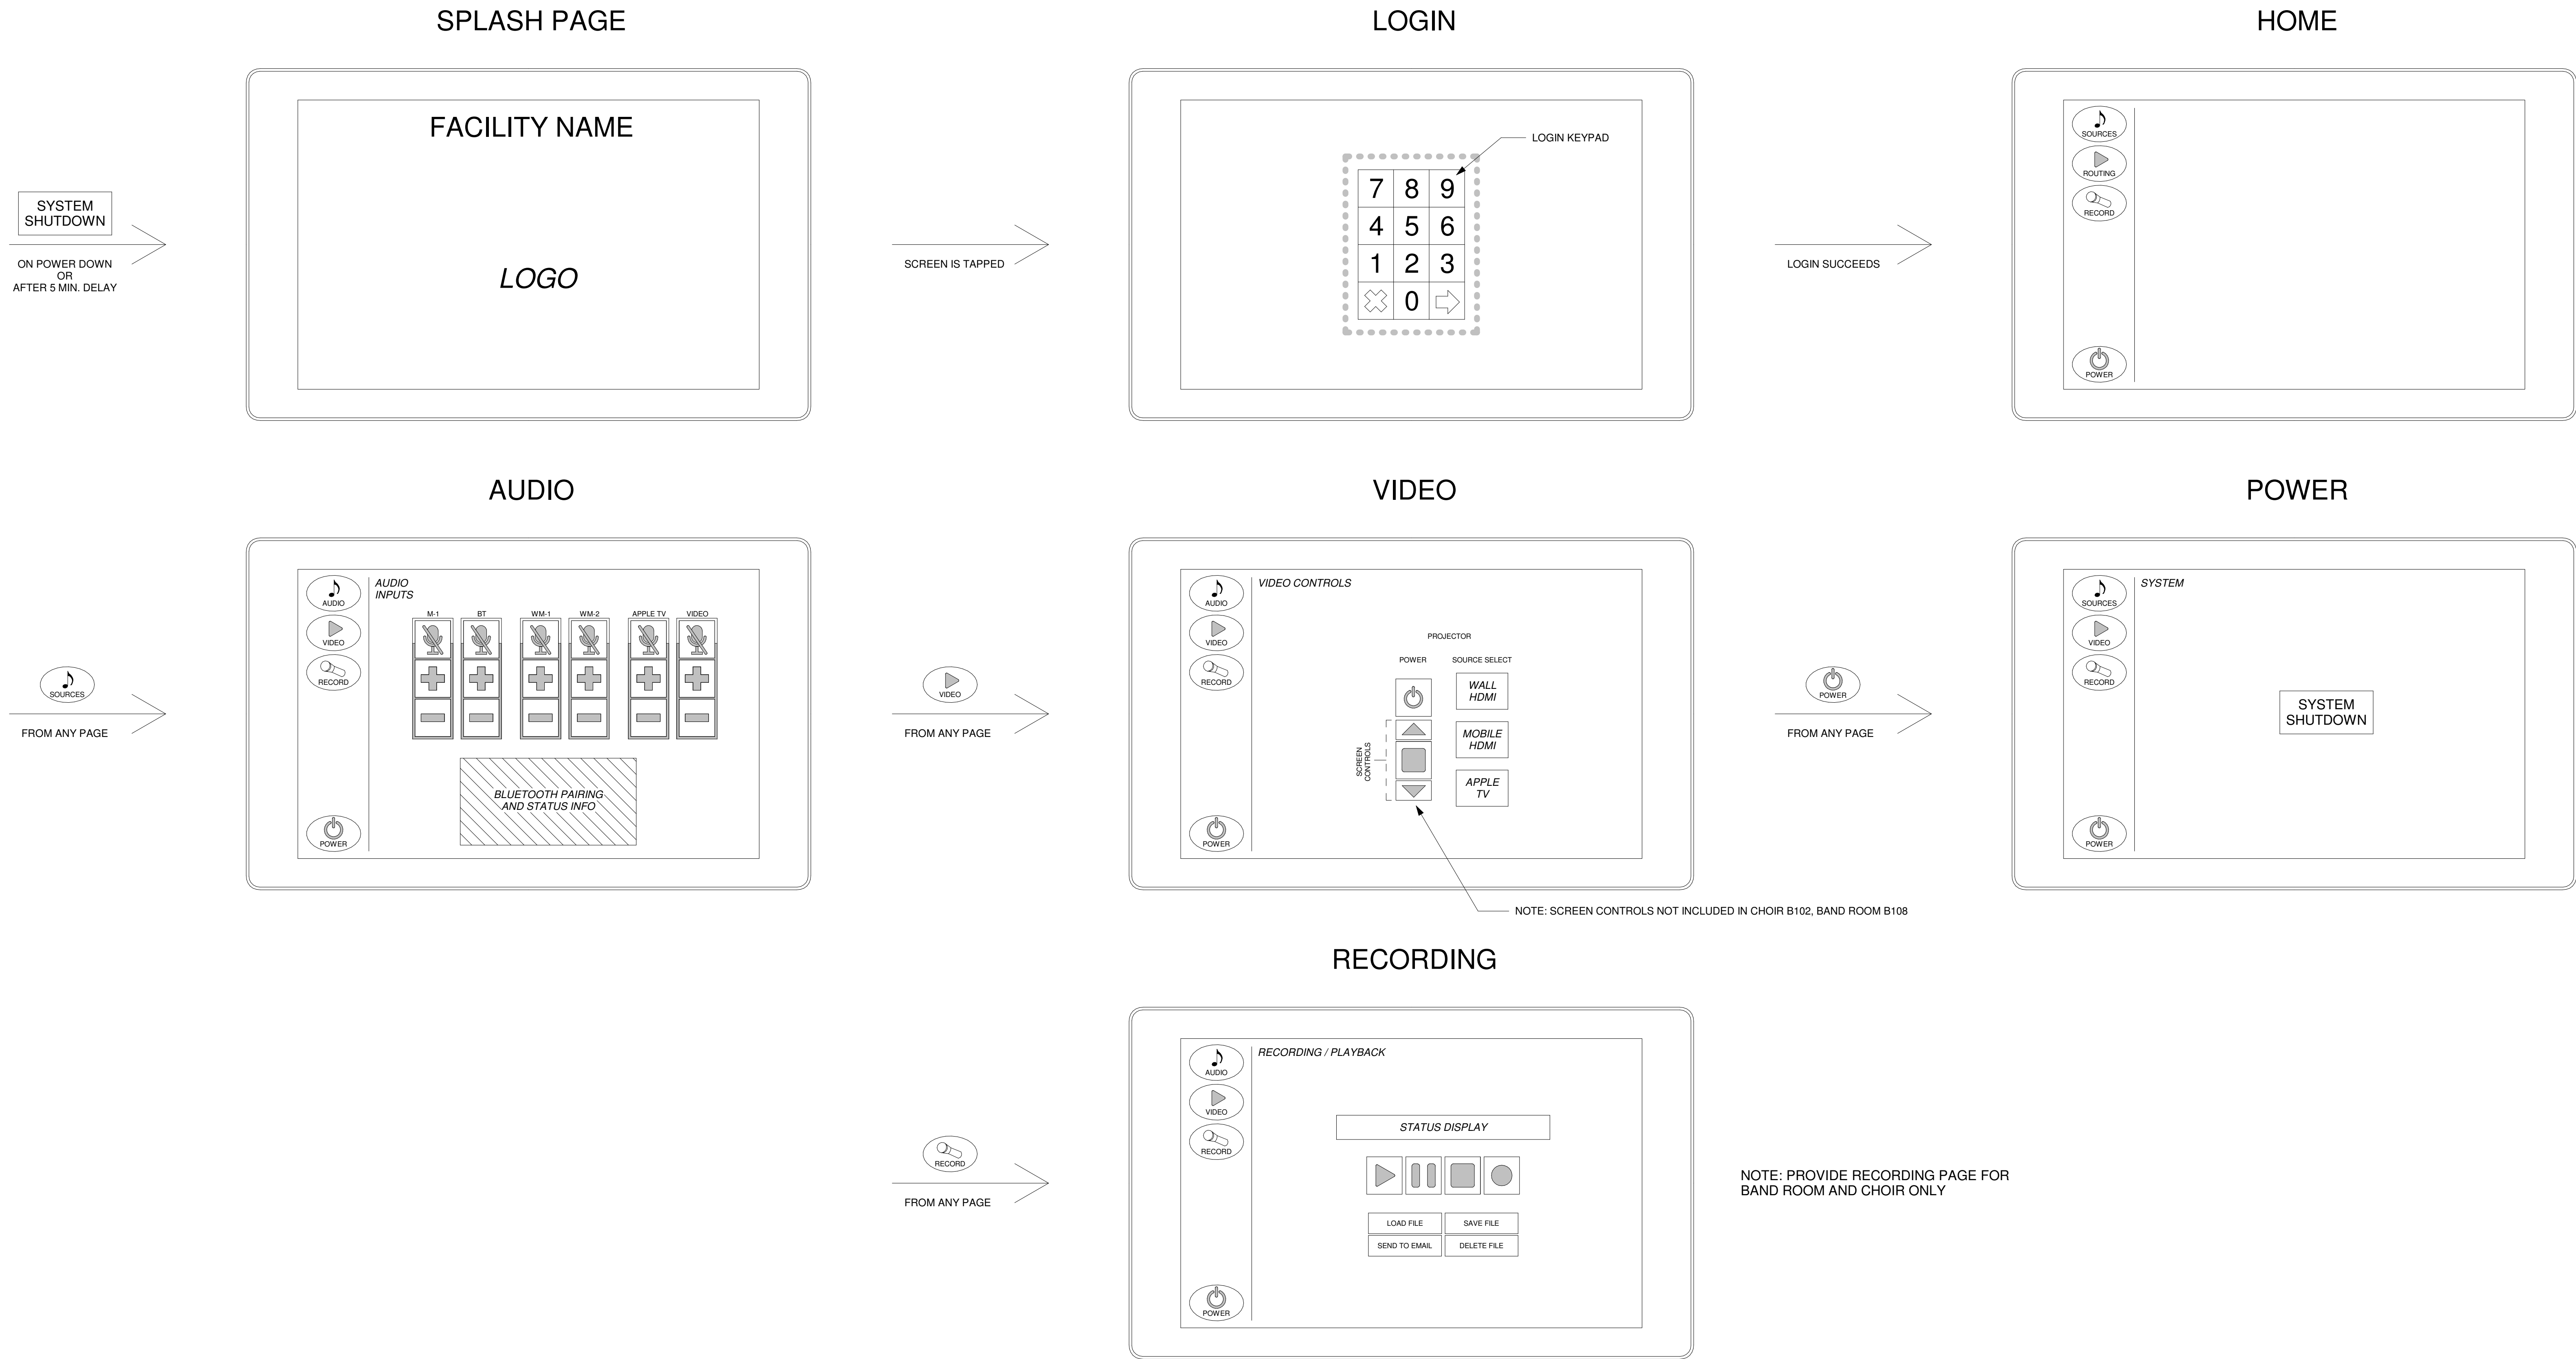 SPLASH PAGE
LOGIN
HOME
SYSTEM
SHUTDOWN
ON POWER DOWN
OR
AFTER 5 MIN. DELAY
FACILITY NAME
LOGO
SCREEN IS TAPPED
LOGIN KEYPAD
7 8 9
4 5 6
1 2 3
0
LOGIN SUCCEEDS
SOURCES
ROUTING
RECORD
POWER
AUDIO
VIDEO
POWER
SOURCES
FROM ANY PAGE
AUDIO
VIDEO
RECORD
POWER
AUDIO
INPUTS
M-1 BT WM-1 WM-2 APPLE TV VIDEO
BLUETOOTH PAIRING
AND STATUS INFO
VIDEO
FROM ANY PAGE
AUDIO
VIDEO
RECORD
POWER
VIDEO CONTROLS
PROJECTOR
POWER SOURCE SELECT
WALL
HDMI
MOBILE
HDMI
APPLE
TV
SCREEN
CONTROLS
NOTE: SCREEN CONTROLS NOT INCLUDED IN CHOIR B102, BAND ROOM B108
POWER
FROM ANY PAGE
SOURCES
VIDEO
RECORD
POWER
SYSTEM
SYSTEM
SHUTDOWN
RECORDING
RECORD
FROM ANY PAGE
AUDIO
VIDEO
RECORD
POWER
RECORDING / PLAYBACK
STATUS DISPLAY
LOAD FILE SAVE FILE
SEND TO EMAIL DELETE FILE
NOTE: PROVIDE RECORDING PAGE FOR
BAND ROOM AND CHOIR ONLY